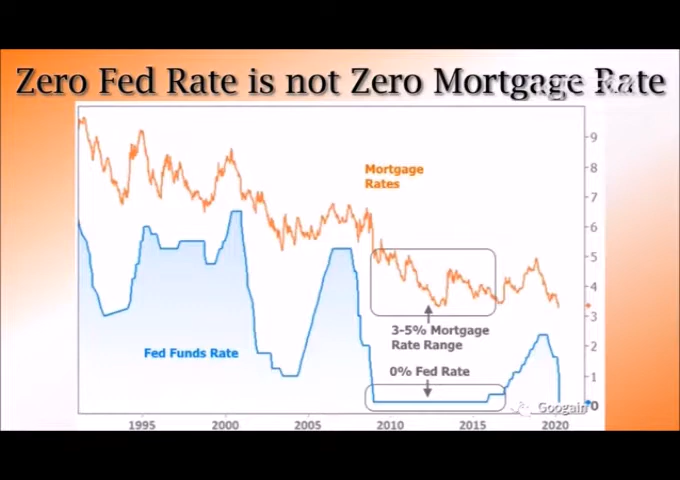 Zero Fed Rate is not Zero Mortgage Rate
9
8
Mortgage
Rates
7
6
5
4
3
3-5% Mortgage
Rate Range
2
Fed Funds Rate
0% Fed Rate
1
0
Googain
1995
2000
2005
2010
2015
2020